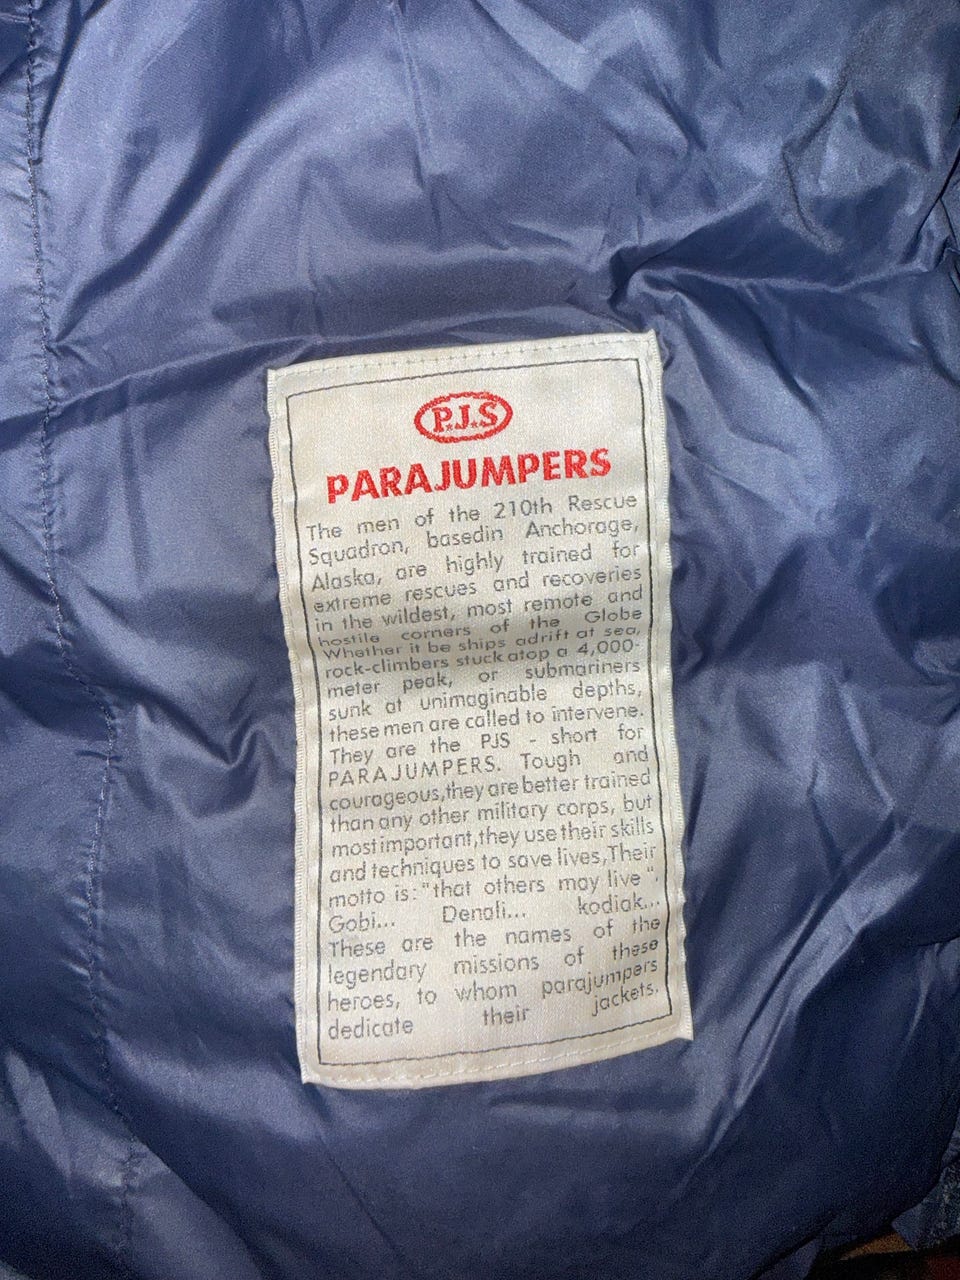 P.J.S
PARAJUMPERS
The men of the 210th Rescue
Squadron, basedin Anchorage,
Alaska, are highly trained for
extreme rescues and recoveries
in the wildest, most remote and
hostile corners of the Globe
Whether it be ships adrift at sea,
rock-climbers stuck atop a 4,000-
meter peak, or submariners
sunk at unimaginable depths,
these men are called to intervene.
They are the PJS - short for
PARAJUMPERS. Tough and
courageous,they are better trained
than any other military corps, but
most important,they use their skills
and techniques to save lives,Their
motto is:"that others may live".
Gobi... Denali... kodiak...
These are the names of the
legendary missions of these
heroes, to whom parajumpers
dedicate their jackets.